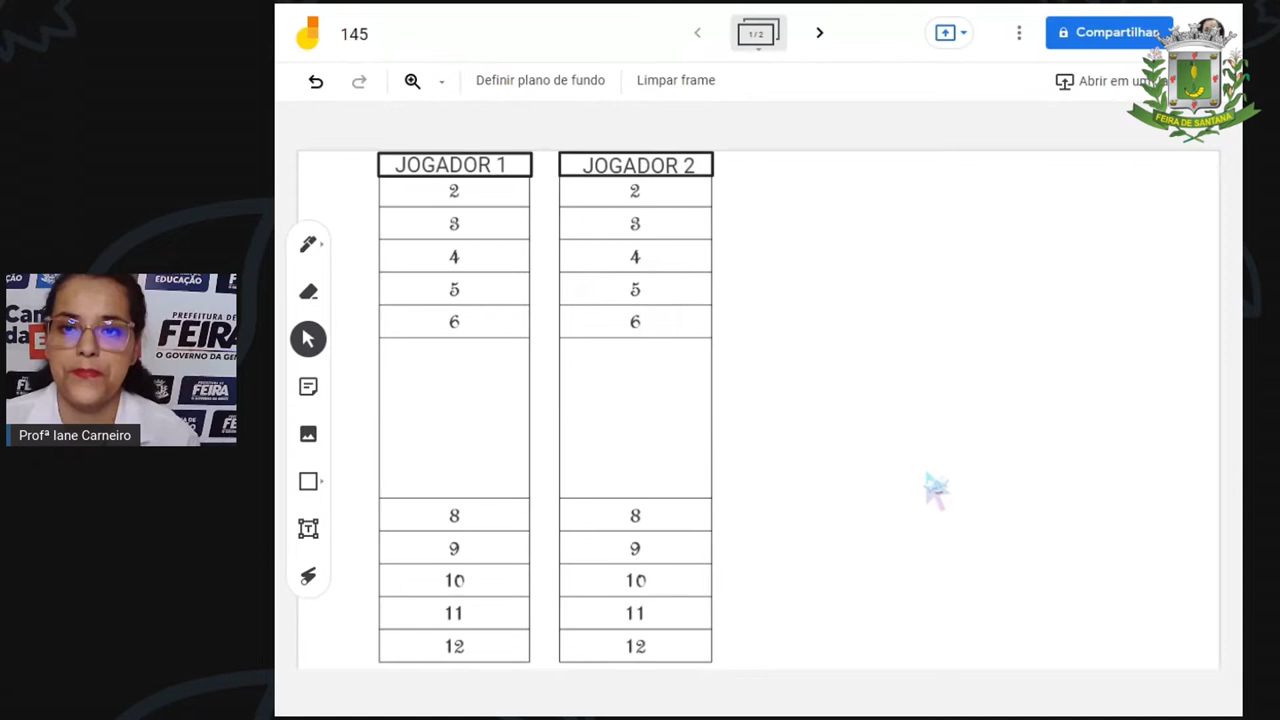 145
1 / 2
Compartilhar
Definir plano de fundo
Limpar frame
Abrir em um
FEIRA DE SANTANA
JOGADOR 1
2
3
4
5
6
8
9
10
11
12
JOGADOR 2
2
3
4
5
6
8
9
10
11
12
EDUCAÇÃO
PREFEITURA DE
FEIRA
O GOVERNO DA GEN
FEIRA
Profª Iane Carneiro